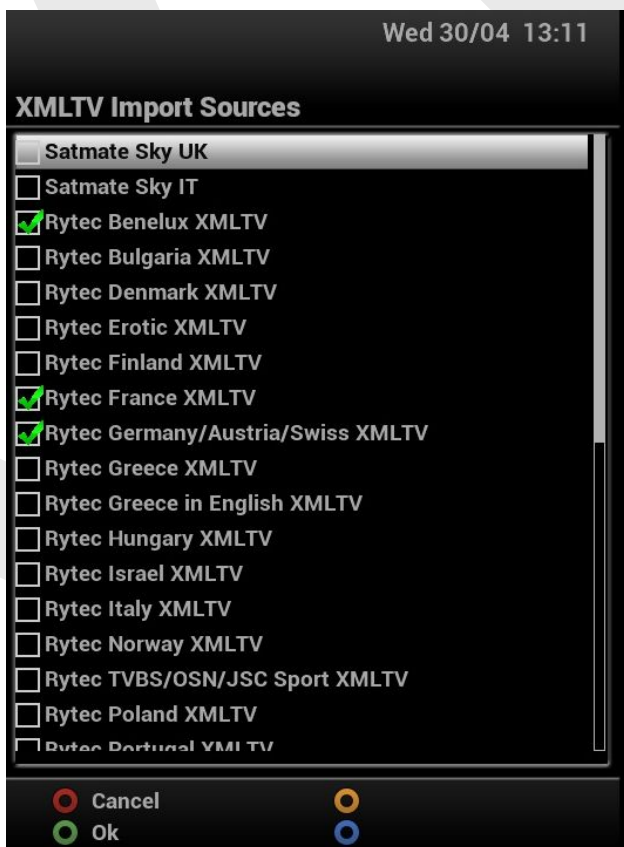 Wed 30/04 13:11
XMLTV Import Sources
Satmate Sky UK
Satmate Sky IT
Rytec Benelux XMLTV
Rytec Bulgaria XMLTV
Rytec Denmark XMLTV
Rytec Erotic XMLTV
Rytec Finland XMLTV
Rytec France XMLTV
Rytec Germany/Austria/Swiss XMLTV
Rytec Greece XMLTV
Rytec Greece in English XMLTV
Rytec Hungary XMLTV
Rytec Israel XMLTV
Rytec Italy XMLTV
Rytec Norway XMLTV
Rytec TVBS/OSN/JSC Sport XMLTV
Rytec Poland XMLTV
Rytec Portugal XMLTV
Cancel
Ok